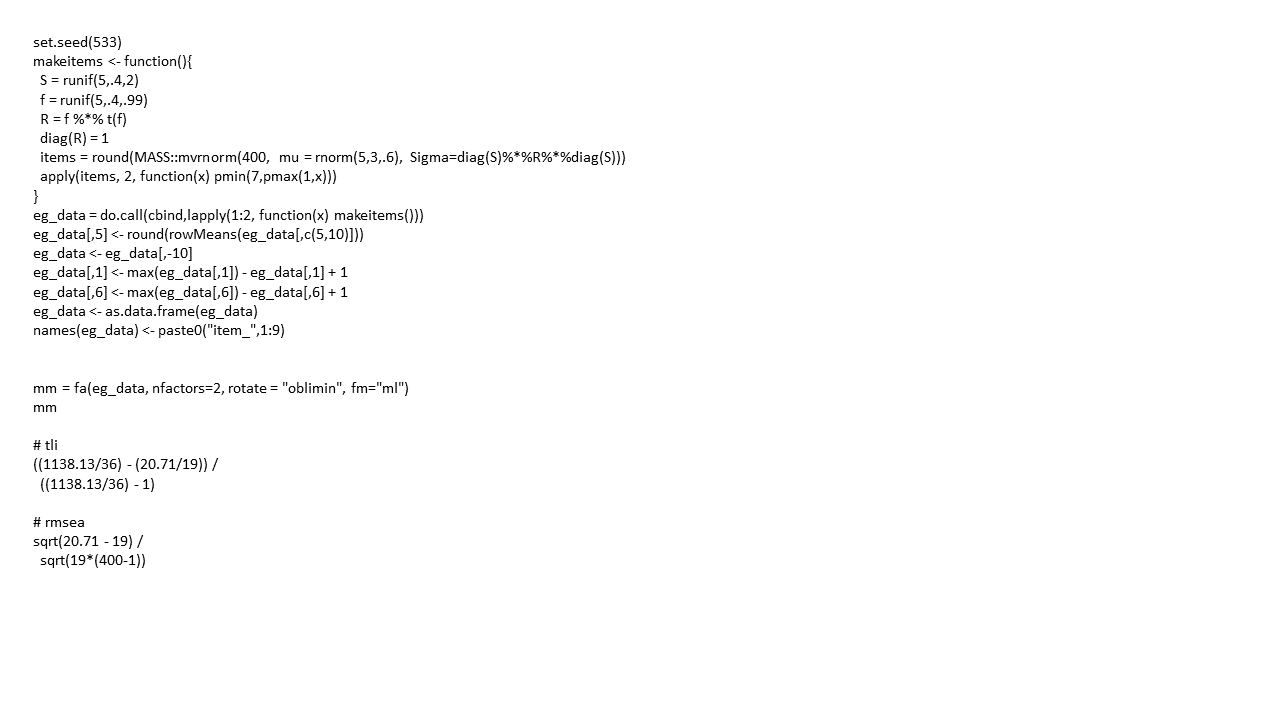 set.seed(533)
makeitems <- function(){
  S = runif(5,.4,2)
  f = runif(5,.4,.99)
  R = f %*% t(f)
  diag(R) = 1
  items = round(MASS::mvrnorm(400,  mu = rnorm(5,3,.6),  Sigma=diag(S)%*%R%*%diag(S)))
  apply(items, 2, function(x) pmin(7,pmax(1,x)))
}
eg_data = do.call(cbind,lapply(1:2, function(x) makeitems()))
eg_data[,5] <- round(rowMeans(eg_data[,c(5,10)]))
eg_data <- eg_data[,-10]
eg_data[,1] <- max(eg_data[,1]) - eg_data[,1] + 1
eg_data[,6] <- max(eg_data[,6]) - eg_data[,6] + 1
eg_data <- as.data.frame(eg_data)
names(eg_data) <- paste0("item_",1:9)
mm = fa(eg_data, nfactors=2, rotate = "oblimin", fm="ml")
mm
# tli
((1138.13/36) - (20.71/19)) /
  ((1138.13/36) - 1)
# rmsea
sqrt(20.71 - 19) /
  sqrt(19*(400-1))